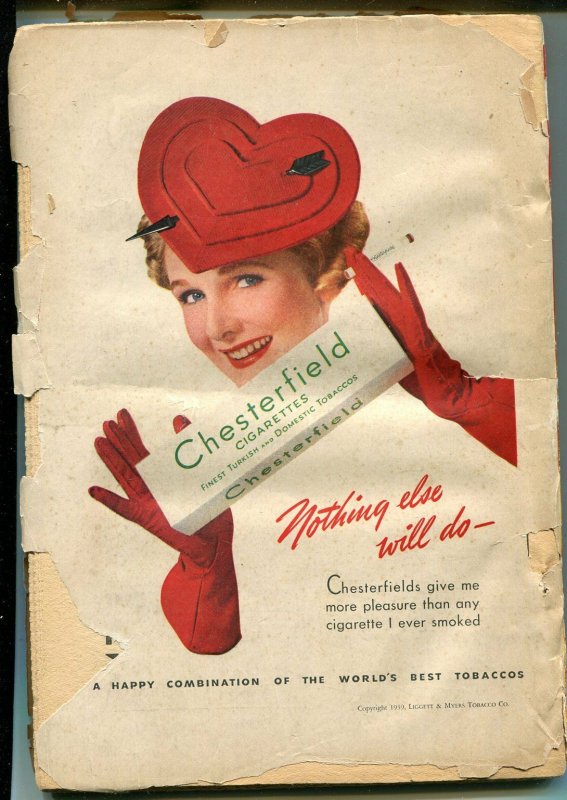 Chesterfield
CIGARETTES
FINEST TURKISH AND DOMESTIC TOBACCOS
Chesterfield
Nothing else
will do—
Chesterfields give me
more pleasure than any
cigarette I ever smoked
A HAPPY COMBINATION OF THE WORLD'S BEST TOBACCOS
Copyright 1939, LIGGETT & MYERS TOBACCO CO.